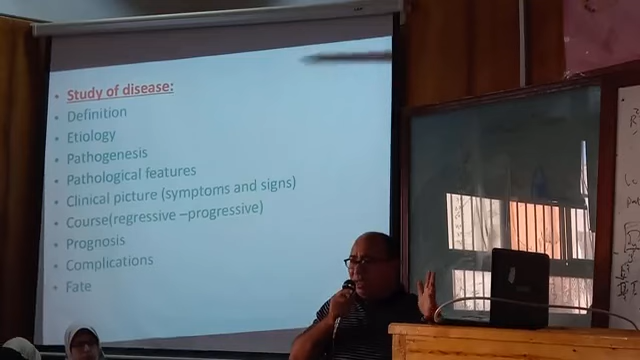 Study of disease:
Definition
Etiology
Pathogenesis
Pathological features
Clinical picture (symptoms and signs)
Course(regressive –progressive)
Prognosis
Complications
Fate